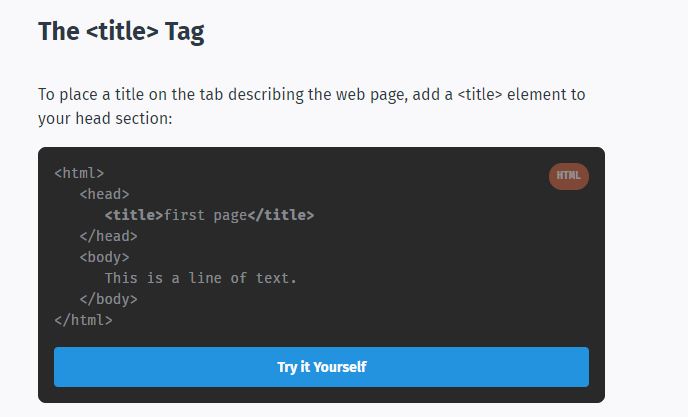 The <title> Tag
To place a title on the tab describing the web page, add a <title> element to
your head section:
HTML
<html>
<head>
<title>first page</title>
</head>
<body>
This is a line of text.
</body>
</html>
Try it Yourself